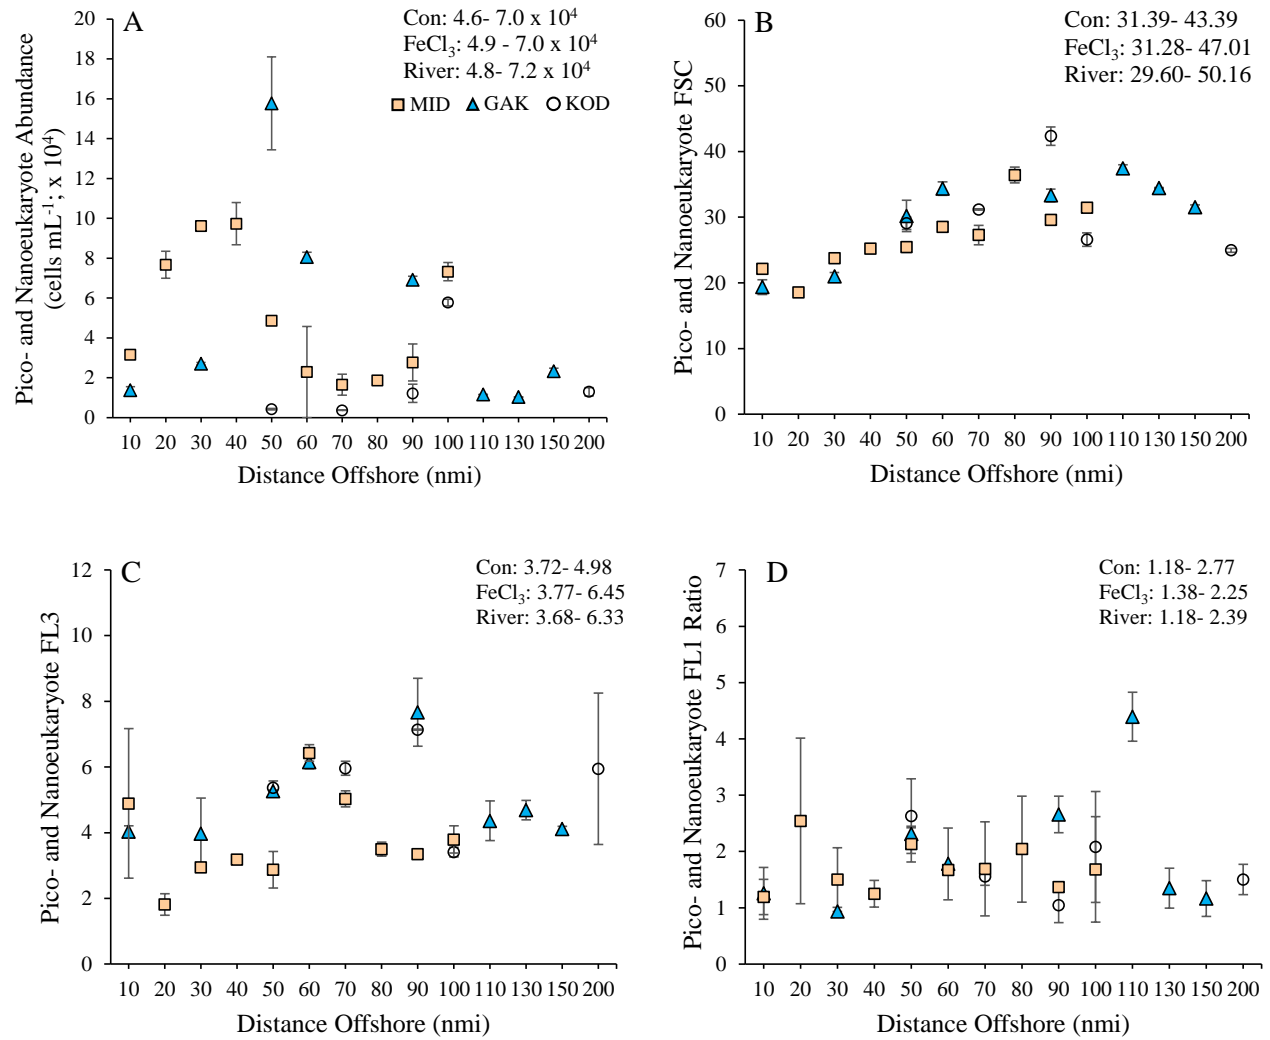 A
Con: 4.6- 7.0 x 10⁴
FeCl₃: 4.9 - 7.0 x 10⁴
River: 4.8- 7.2 x 10⁴
MID GAK KOD
Pico- and Nanoeukaryote Abundance
(cells mL⁻¹; x 10⁴)
20
18
16
14
12
10
8
6
4
2
0
10 20 30 40 50 60 70 80 90 100 110 130 150 200
Distance Offshore (nmi)
B
Con: 31.39- 43.39
FeCl₃: 31.28- 47.01
River: 29.60- 50.16
Pico- and Nanoeukaryote FSC
60
50
40
30
20
10
0
10 20 30 40 50 60 70 80 90 100 110 130 150 200
Distance Offshore (nmi)
C
Con: 3.72- 4.98
FeCl₃: 3.77- 6.45
River: 3.68- 6.33
Pico- and Nanoeukaryote FL3
12
10
8
6
4
2
0
10 20 30 40 50 60 70 80 90 100 110 130 150 200
Distance Offshore (nmi)
D
Con: 1.18- 2.77
FeCl₃: 1.38- 2.25
River: 1.18- 2.39
Pico- and Nanoeukaryote FL1 Ratio
7
6
5
4
3
2
1
0
10 20 30 40 50 60 70 80 90 100 110 130 150 200
Distance Offshore (nmi)